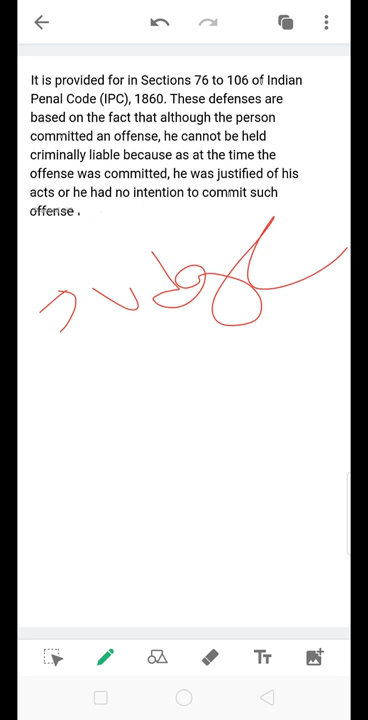 It is provided for in Sections 76 to 106 of Indian
Penal Code (IPC), 1860. These defenses are
based on the fact that although the person
committed an offense, he cannot be held
criminally liable because as at the time the
offense was committed, he was justified of his
acts or he had no intention to commit such
offense .